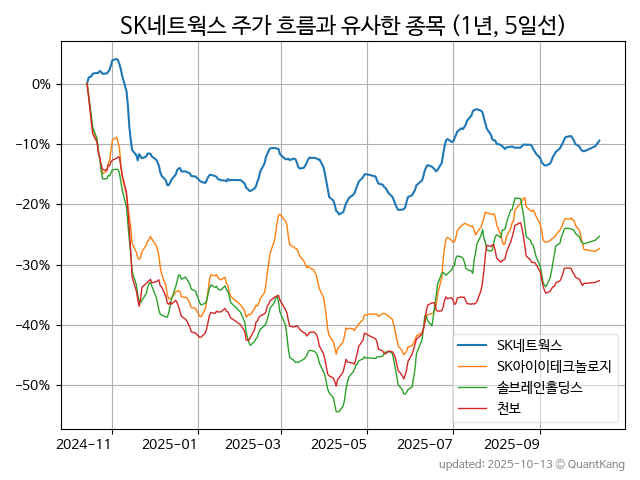 SK네트웍스 주가 흐름과 유사한 종목 (1년, 5일선)
0%
−10%
−20%
−30%
−40%
−50%
SK네트웍스
SK아이이테크놀로지
솔브레인홀딩스
천보
2024-11 2025-01 2025-03 2025-05 2025-07 2025-09
updated: 2025-10-13 © QuantKang